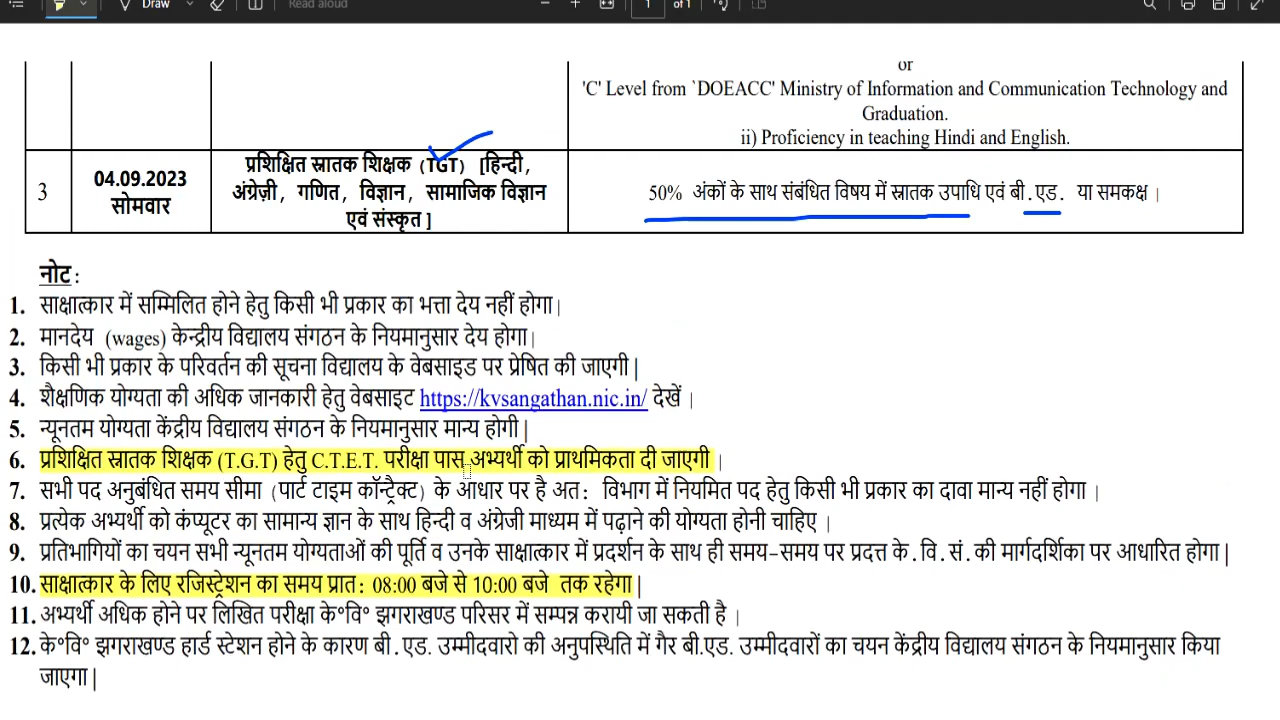 Draw
Read aloud
1 of 1
or
'C' Level from `DOEACC' Ministry of Information and Communication Technology and
Graduation.
ii) Proficiency in teaching Hindi and English.
3
04.09.2023
सोमवार
प्रशिक्षित स्नातक शिक्षक (TGT) [हिन्दी,
अंग्रेज़ी, गणित, विज्ञान, सामाजिक विज्ञान
एवं संस्कृत]
50% अंकों के साथ संबंधित विषय में स्नातक उपाधि एवं बी.एड. या समकक्ष |
नोट:
1. साक्षात्कार में सम्मिलित होने हेतु किसी भी प्रकार का भत्ता देय नहीं होगा|
2. मानदेय (wages) केन्द्रीय विद्यालय संगठन के नियमानुसार देय होगा|
3. किसी भी प्रकार के परिवर्तन की सूचना विद्यालय के वेबसाइड पर प्रेषित की जाएगी|
4. शैक्षणिक योग्यता की अधिक जानकारी हेतु वेबसाइट https://kvsangathan.nic.in/ देखें |
5. न्यूनतम योग्यता केंद्रीय विद्यालय संगठन के नियमानुसार मान्य होगी|
6. प्रशिक्षित स्नातक शिक्षक (T.G.T) हेतु C.T.E.T. परीक्षा पास अभ्यर्थी को प्राथमिकता दी जाएगी |
7. सभी पद अनुबंधित समय सीमा (पार्ट टाइम कॉन्ट्रैक्ट) के आधार पर है अत: विभाग में नियमित पद हेतु किसी भी प्रकार का दावा मान्य नहीं होगा |
8. प्रत्येक अभ्यर्थी को कंप्यूटर का सामान्य ज्ञान के साथ हिन्दी व अंग्रेजी माध्यम में पढ़ाने की योग्यता होनी चाहिए |
9. प्रतिभागियों का चयन सभी न्यूनतम योग्यताओं की पूर्ति व उनके साक्षात्कार में प्रदर्शन के साथ ही समय-समय पर प्रदत्त के.वि.सं.की मार्गदर्शिका पर आधारित होगा|
10. साक्षात्कार के लिए रजिस्ट्रेशन का समय प्रात: 08:00 बजे से 10:00 बजे तक रहेगा|
11. अभ्यर्थी अधिक होने पर लिखित परीक्षा के°वि° झगराखण्ड परिसर में सम्पन्न करायी जा सकती है |
12. के°वि° झगराखण्ड हार्ड स्टेशन होने के कारण बी.एड. उम्मीदवारो की अनुपस्थिति में गैर बी.एड. उम्मीदवारों का चयन केंद्रीय विद्यालय संगठन के नियमानुसार किया
जाएगा|